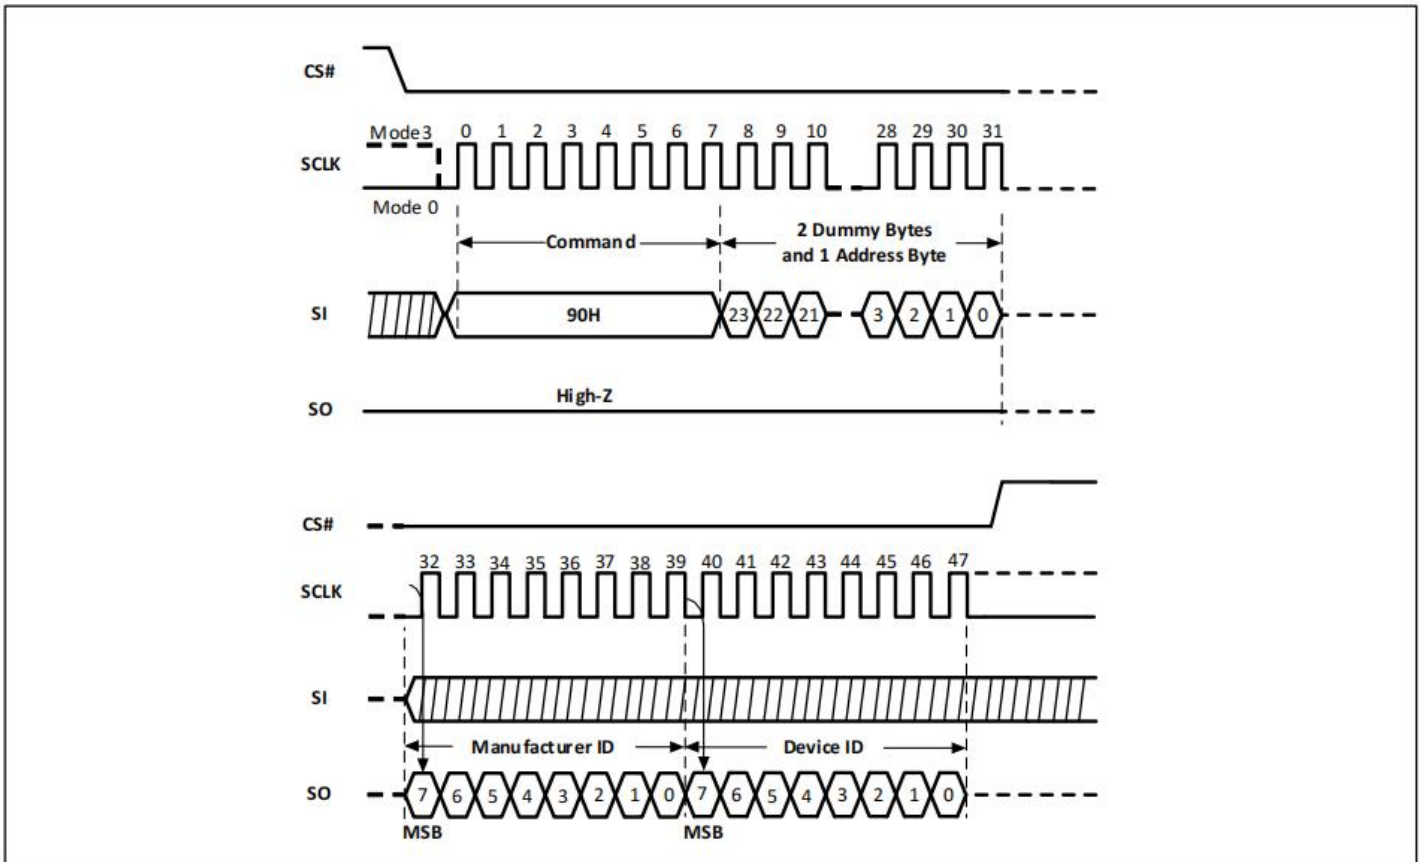 CS#
Mode3 0 1 2 3 4 5 6 7 8 9 10 28 29 30 31
SCLK
Mode 0
Command
2 Dummy Bytes
and 1 Address Byte
SI 90H 23 22 21 3 2 1 0
High-Z
SO
CS#
32 33 34 35 36 37 38 39 40 41 42 43 44 45 46 47
SCLK
SI
Manufacturer ID Device ID
SO 7 6 5 4 3 2 1 0 7 6 5 4 3 2 1 0
MSB MSB